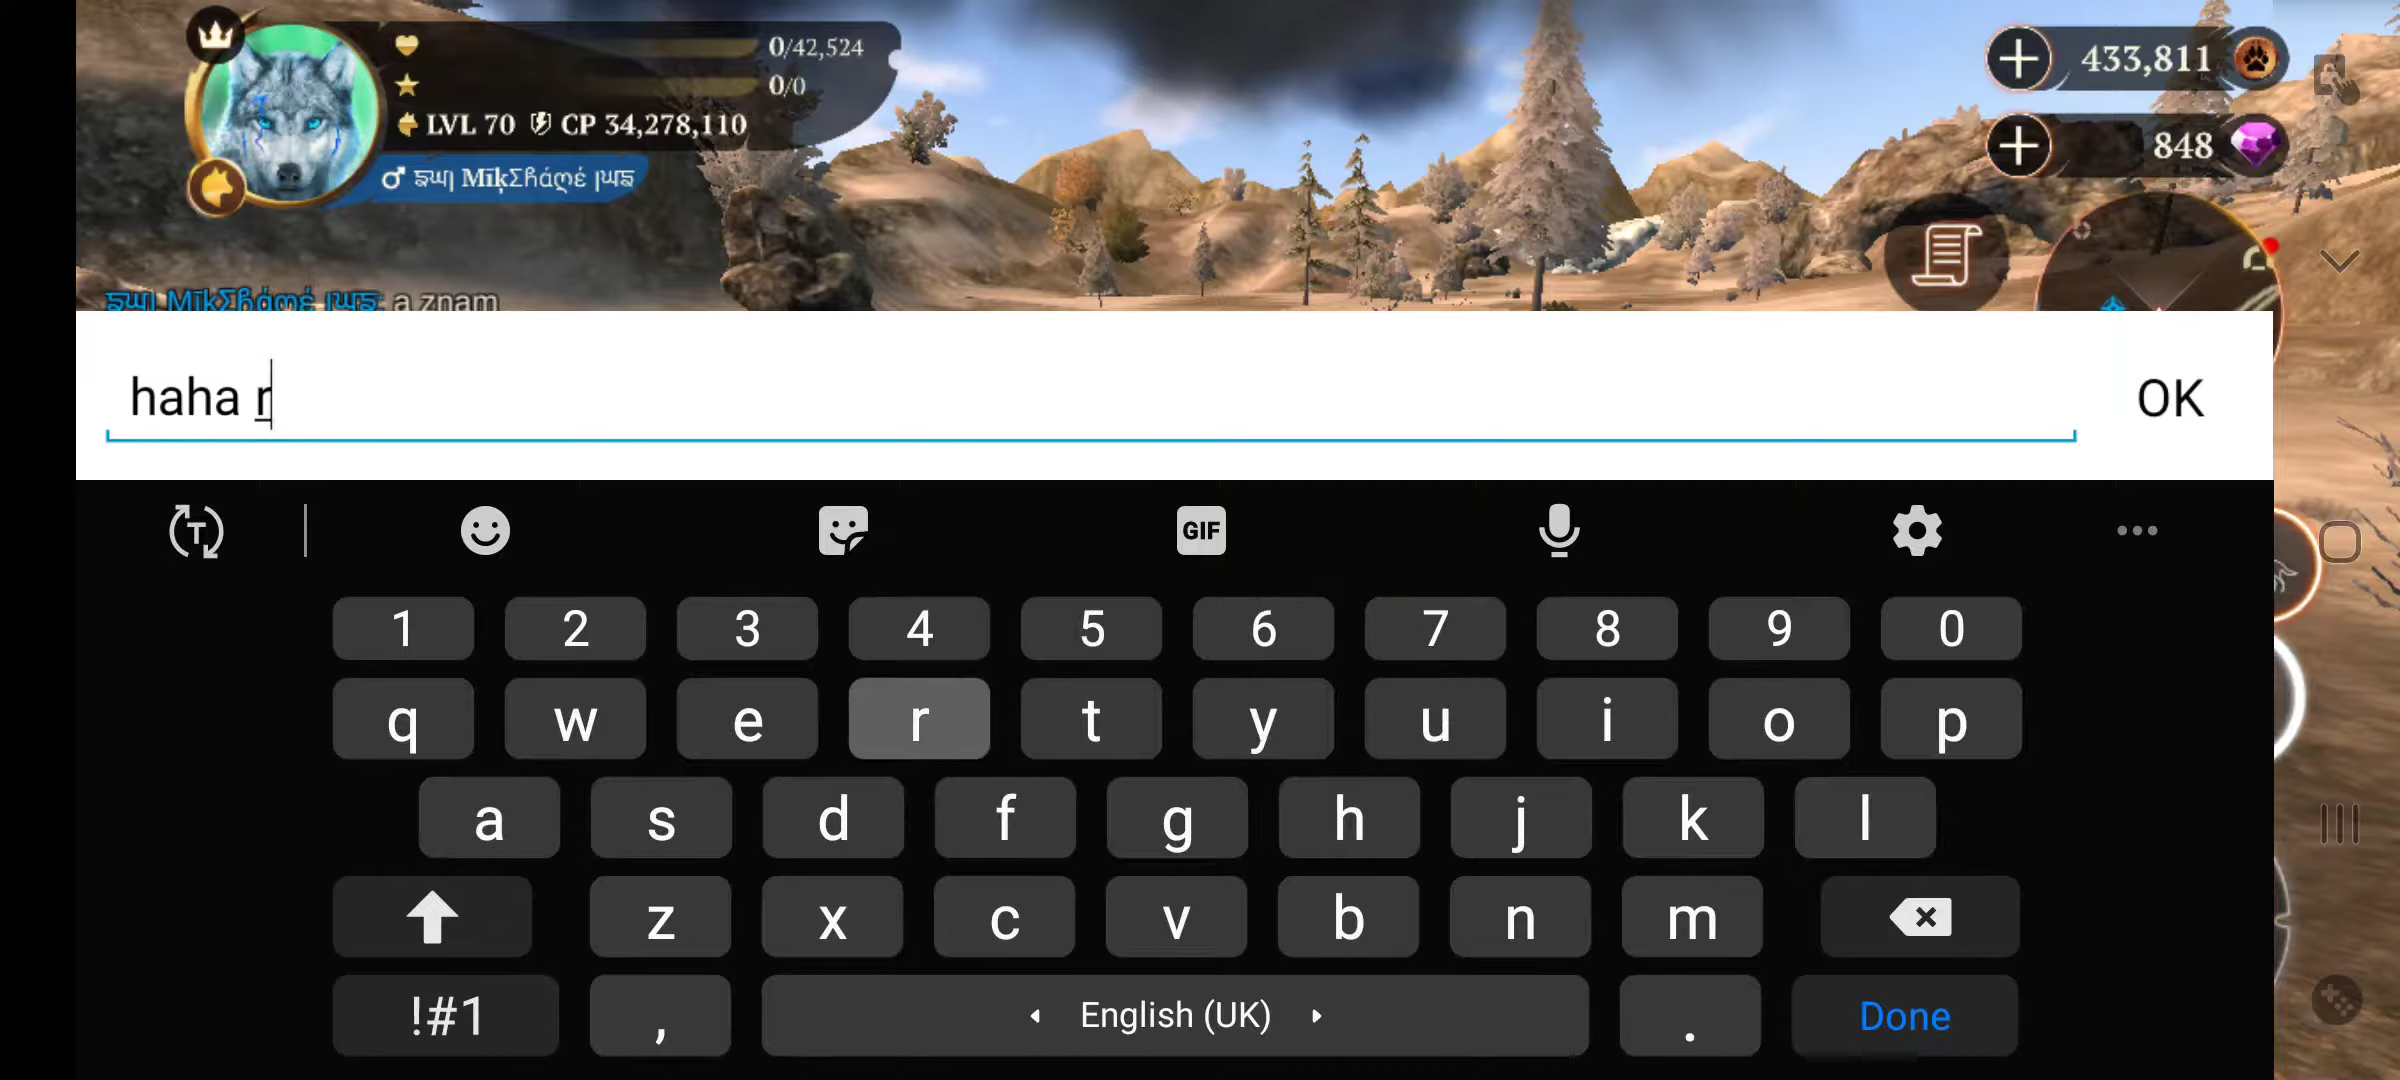 0/42,524
0/0
LVL 70 CP 34,278,110
433,811
848
a znam
haha r
OK
GIF
1 2 3 4 5 6 7 8 9 0
q w e r t y u i o p
a s d f g h j k l
z x c v b n m
!#1 , English (UK) . Done